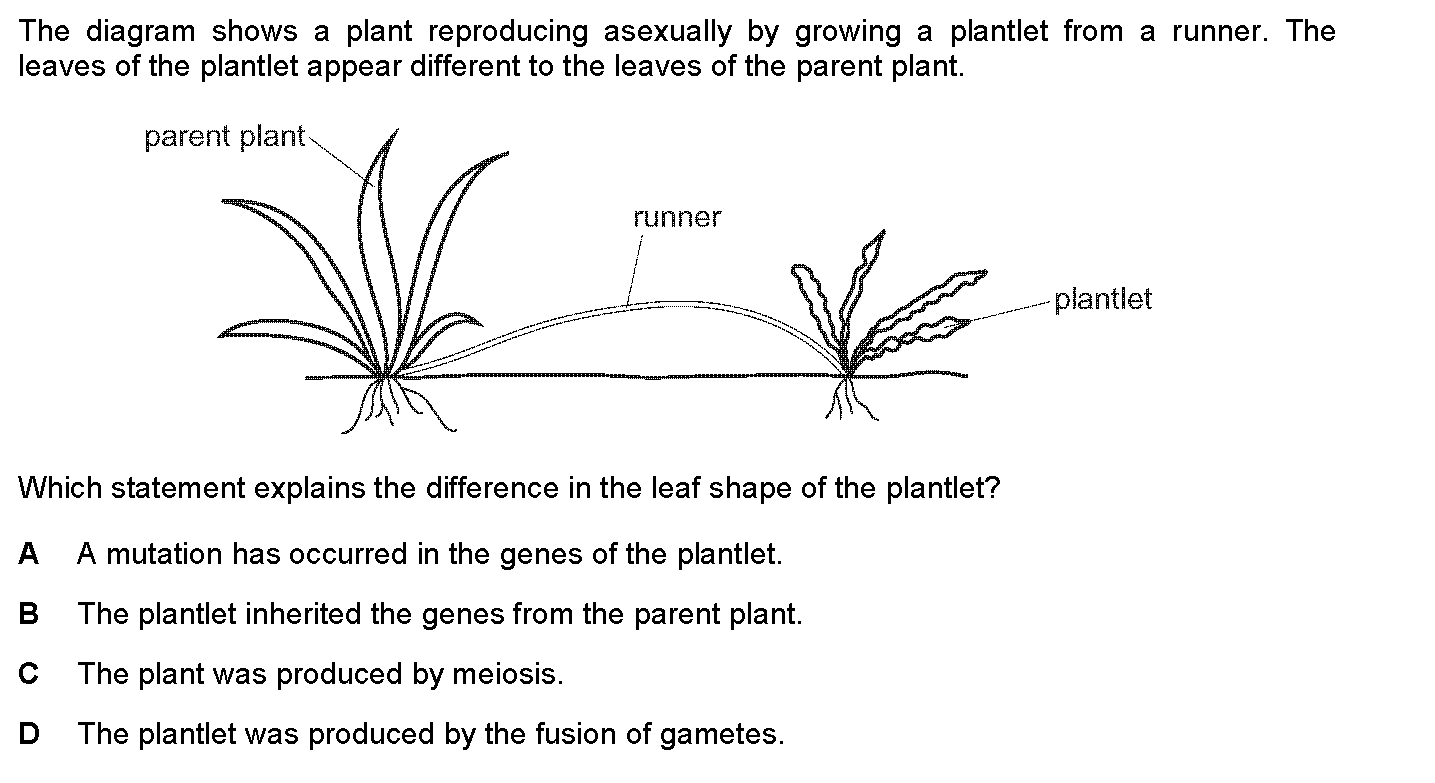 The diagram shows a plant reproducing asexually by growing a plantlet from a runner. The
leaves of the plantlet appear different to the leaves of the parent plant.
parent plant
runner
plantlet
Which statement explains the difference in the leaf shape of the plantlet?
A A mutation has occurred in the genes of the plantlet.
B The plantlet inherited the genes from the parent plant.
C The plant was produced by meiosis.
D The plantlet was produced by the fusion of gametes.